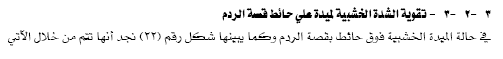 ٣ - ٢ - ٣ - تقوية الشدة الخشبية لميدة علي حائط قصة الردم
في حالة الميدة الخشبية فوق حائط بقصة الردم وكما يبينها شكل رقم (٢٢) نجد أنها تتم من خلال الآتي